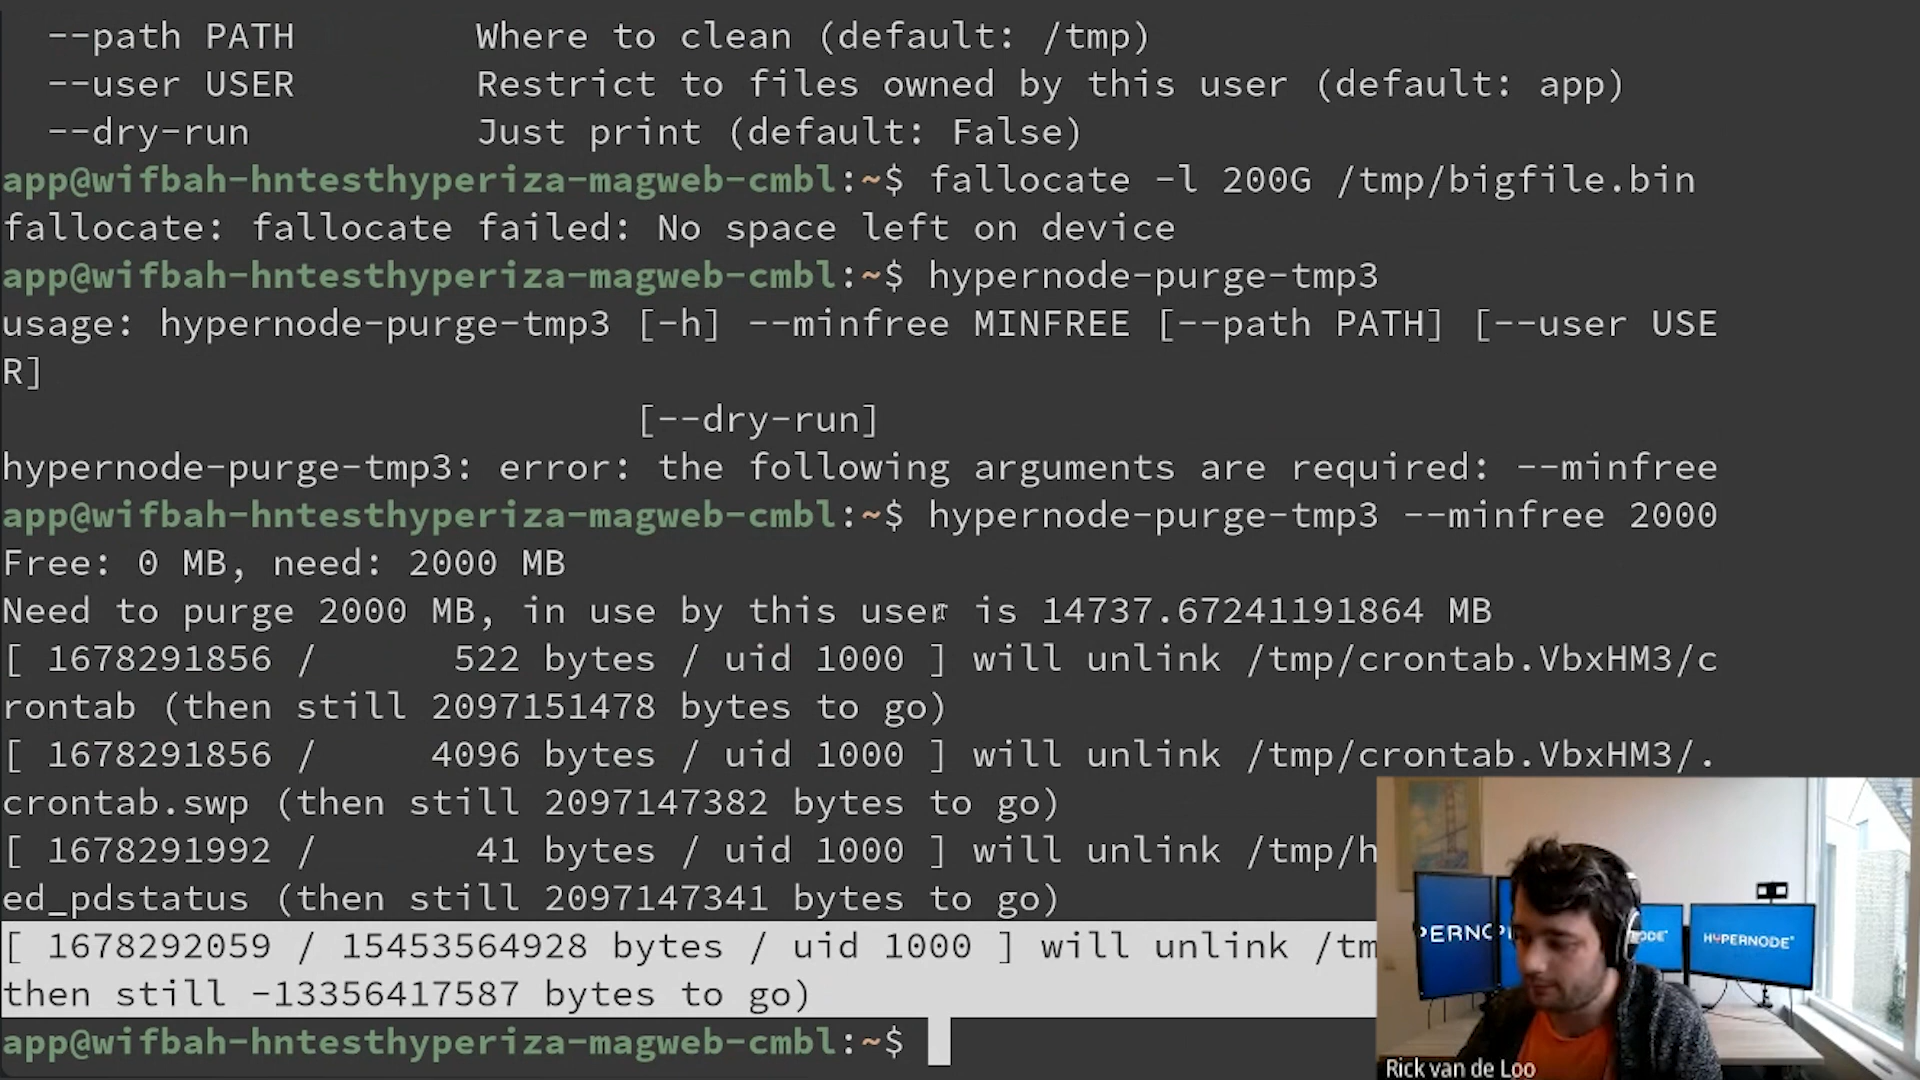 --path PATH        Where to clean (default: /tmp)
--user USER        Restrict to files owned by this user (default: app)
--dry-run          Just print (default: False)
app@wifbah-hntesthyperiza-magweb-cmbl:~$ fallocate -l 200G /tmp/bigfile.bin
fallocate: fallocate failed: No space left on device
app@wifbah-hntesthyperiza-magweb-cmbl:~$ hypernode-purge-tmp3
usage: hypernode-purge-tmp3 [-h] --minfree MINFREE [--path PATH] [--user USE
R]
[--dry-run]
hypernode-purge-tmp3: error: the following arguments are required: --minfree
app@wifbah-hntesthyperiza-magweb-cmbl:~$ hypernode-purge-tmp3 --minfree 2000
Free: 0 MB, need: 2000 MB
Need to purge 2000 MB, in use by this user is 14737.67241191864 MB
[ 1678291856 /      522 bytes / uid 1000 ] will unlink /tmp/crontab.VbxHM3/c
rontab (then still 2097151478 bytes to go)
[ 1678291856 /     4096 bytes / uid 1000 ] will unlink /tmp/crontab.VbxHM3/.
crontab.swp (then still 2097147382 bytes to go)
[ 1678291992 /       41 bytes / uid 1000 ] will unlink /tmp/h
ed_pdstatus (then still 2097147341 bytes to go)
[ 1678292059 / 15453564928 bytes / uid 1000 ] will unlink /tm
then still -13356417587 bytes to go)
app@wifbah-hntesthyperiza-magweb-cmbl:~$
HYPERNODE
Rick van de Loo